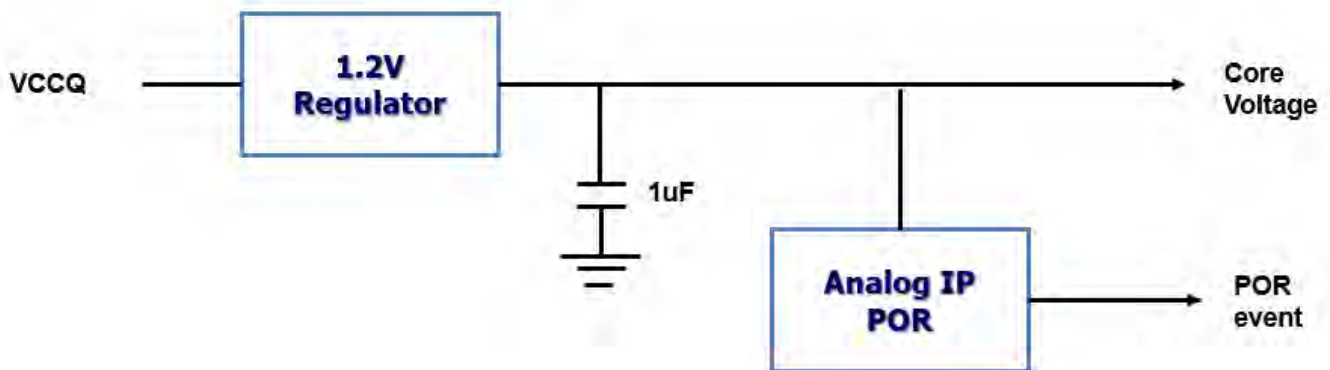 VCCQ
1.2V
Regulator
Core
Voltage
1uF
Analog IP
POR
POR
event